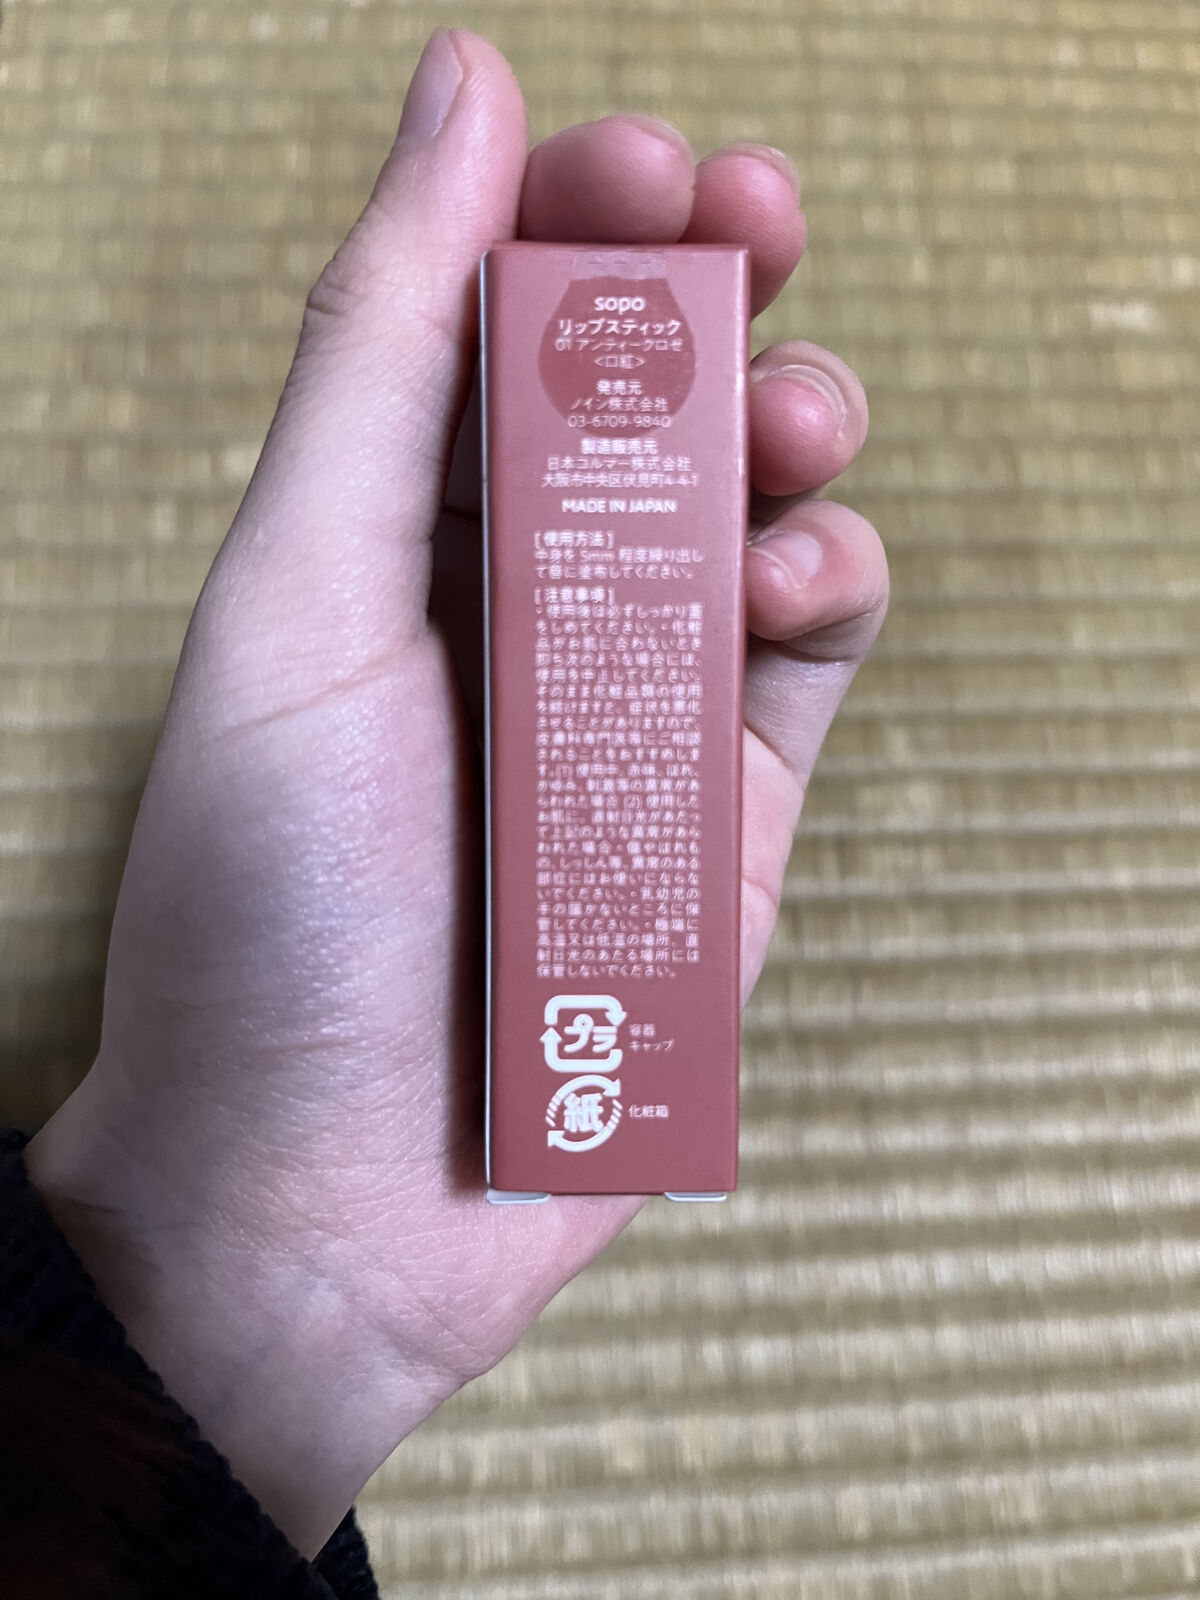 sopo
リップスティック
01 アンティークロゼ
<口紅>
発売元
ノイン株式会社
03-6709-9840
製造販売元
日本コルマー株式会社
大阪市中央区伏見町4-4-1
MADE IN JAPAN
[使用方法]
中身を 5mm 程度繰り出し
て唇に塗布してください。
[注意事項]
・使用後は必ずしっかり蓋
をしめてください。・化粧
品がお肌に合わないとき
即ち次のような場合には、
使用を中止してください。
そのまま化粧品類の使用
を続けますと、症状を悪化
させることがありますので、
皮膚科専門医等にご相談
されることをおすすめしま
す。(1) 使用中、赤味、はれ、
かゆみ、刺激等の異常があ
らわれた場合 (2) 使用した
お肌に、直射日光があたっ
て上記のような異常があら
われた場合・傷やはれも
の、しっしん等、異常のある
部位にはお使いにならな
いでください。・乳幼児の
手の届かないところに保
管してください。・極端に
高温又は低温の場所、直
射日光のあたる場所には
保管しないでください。
プラ
容器
キャップ
紙
化粧箱